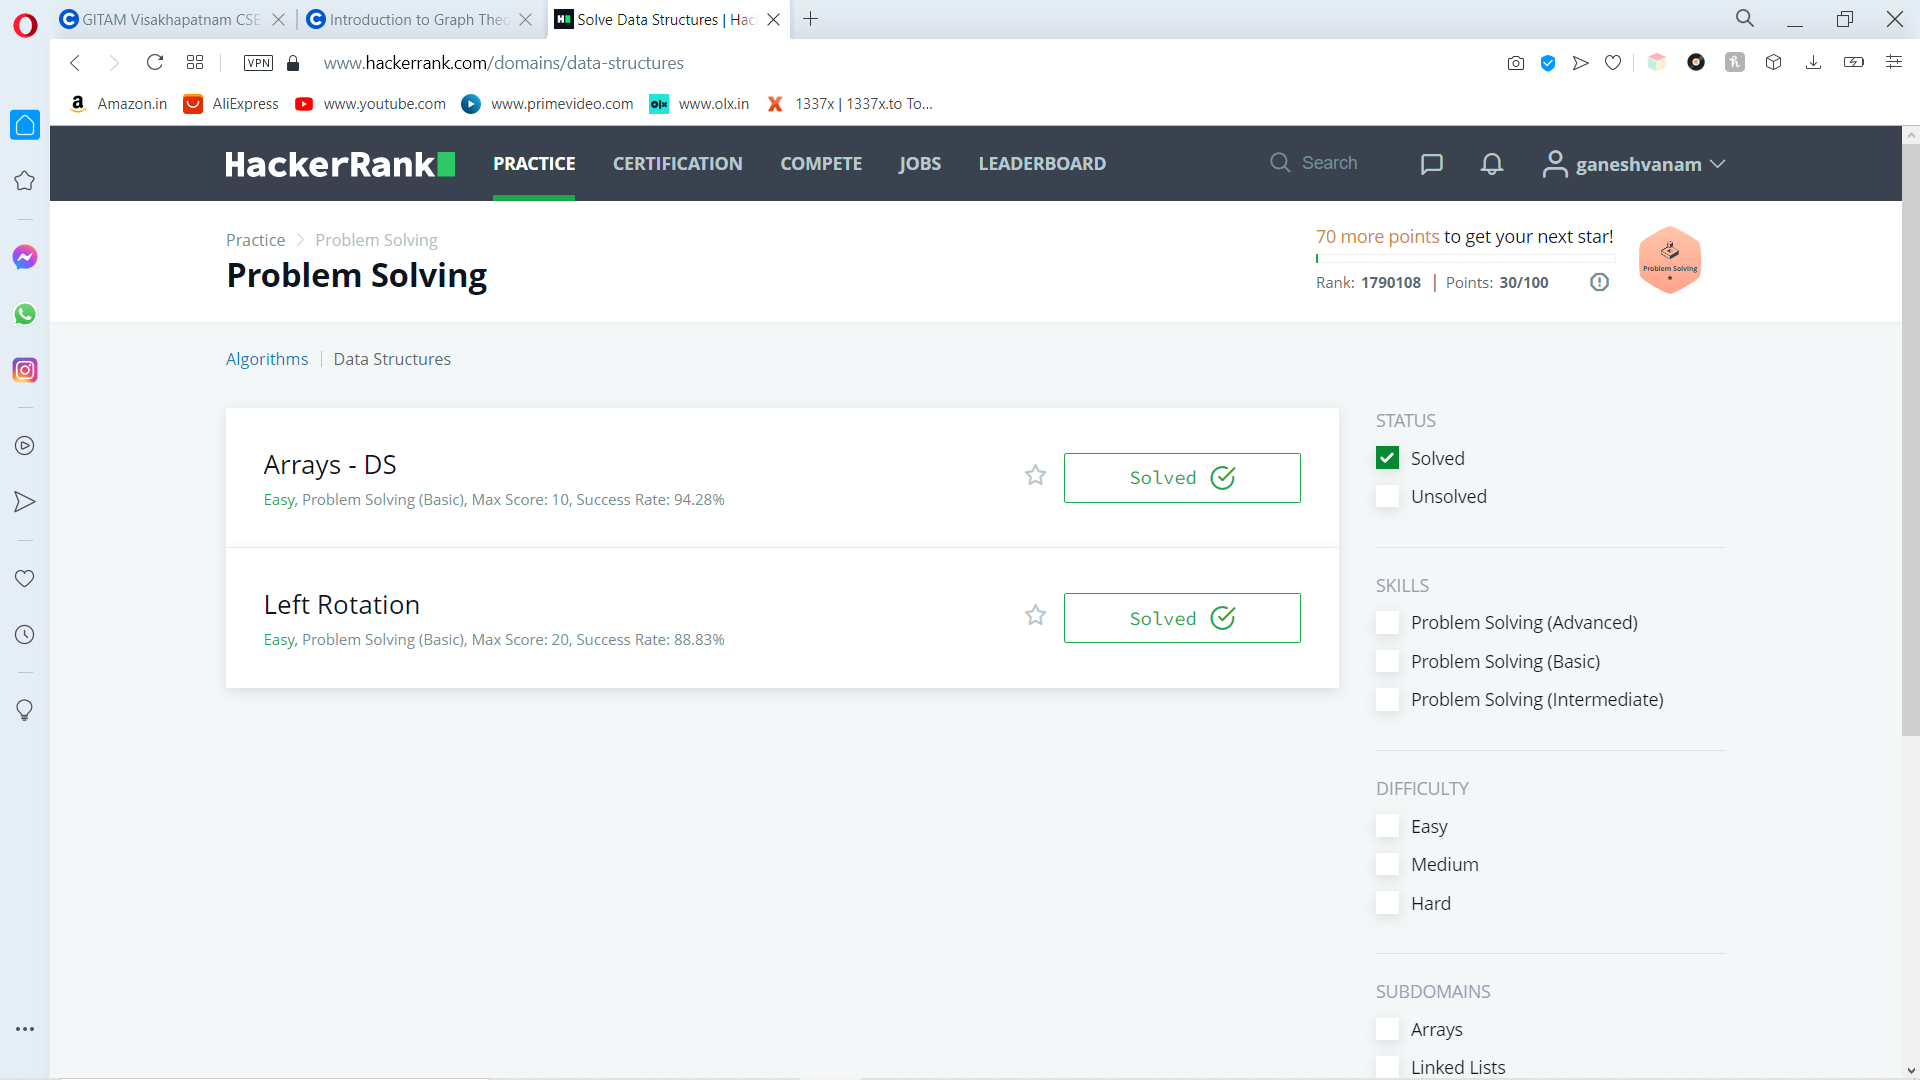 GITAM Visakhapatnam CSE
Introduction to Graph Theo
Solve Data Structures | Hac
VPN
www.hackerrank.com/domains/data-structures
Amazon.in
AliExpress
www.youtube.com
www.primevideo.com
olx
www.olx.in
1337x | 1337x.to To...
HackerRank
PRACTICE
CERTIFICATION
COMPETE
JOBS
LEADERBOARD
Search
ganeshvanam
Practice
Problem Solving
Problem Solving
70 more points to get your next star!
Rank: 1790108 | Points: 30/100
Problem Solving
Algorithms
Data Structures
Arrays - DS
Easy, Problem Solving (Basic), Max Score: 10, Success Rate: 94.28%
Solved
Left Rotation
Easy, Problem Solving (Basic), Max Score: 20, Success Rate: 88.83%
Solved
STATUS
Solved
Unsolved
SKILLS
Problem Solving (Advanced)
Problem Solving (Basic)
Problem Solving (Intermediate)
DIFFICULTY
Easy
Medium
Hard
SUBDOMAINS
Arrays
Linked Lists